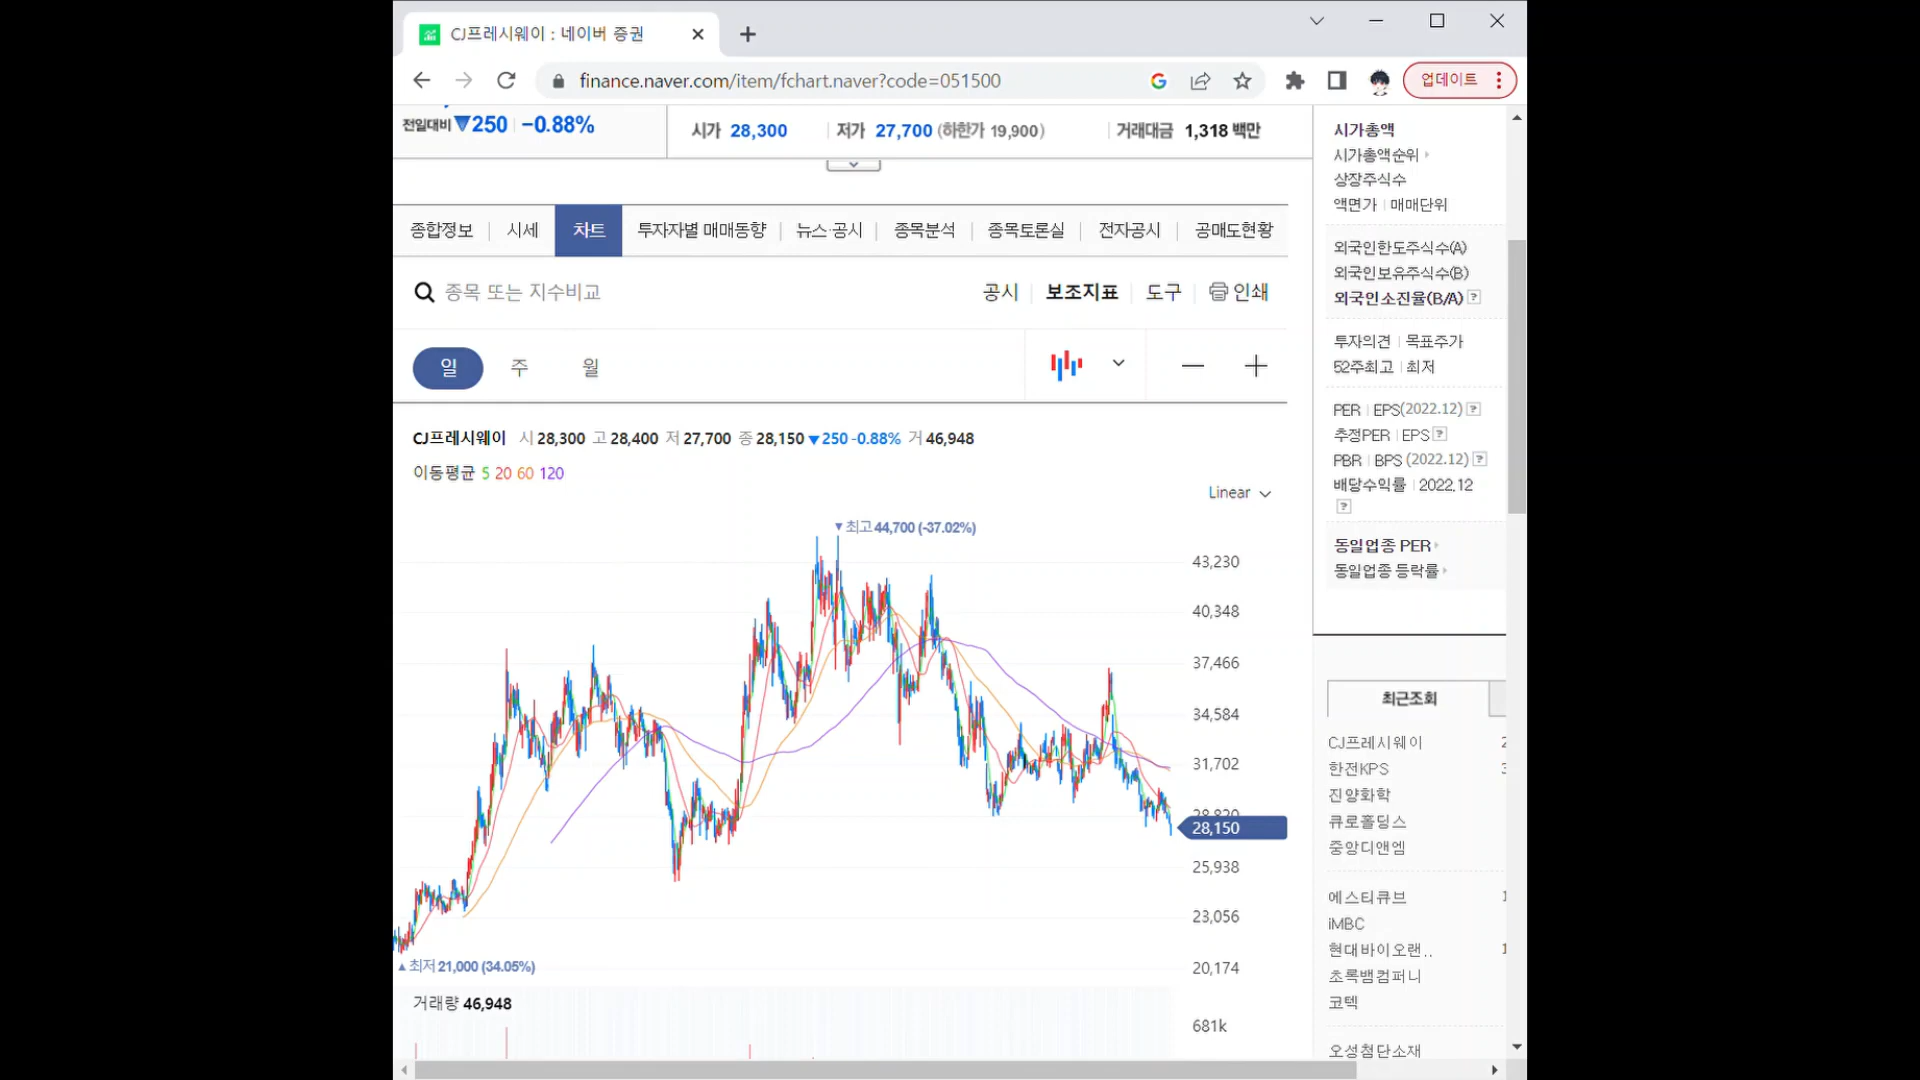 CJ프레시웨이 : 네이버 증권
finance.naver.com/item/fchart.naver?code=051500
업데이트
전일대비 ▼250 -0.88%
시가 28,300 저가 27,700 (하한가 19,900) 거래대금 1,318 백만
종합정보 시세 차트 투자자별 매매동향 뉴스·공시 종목분석 종목토론실 전자공시 공매도현황
종목 또는 지수비교 공시 보조지표 도구 인쇄
일 주 월
CJ프레시웨이 시 28,300 고 28,400 저 27,700 종 28,150 ▼250 -0.88% 거 46,948
이동평균 5 20 60 120
Linear
▼최고 44,700 (-37.02%)
43,230
40,348
37,466
34,584
31,702
28,820
28,150
25,938
23,056
20,174
▲최저 21,000 (34.05%)
거래량 46,948
681k
시가총액
시가총액순위
상장주식수
액면가 매매단위
외국인한도주식수(A)
외국인보유주식수(B)
외국인소진율(B/A) ?
투자의견 목표주가
52주최고 최저
PER EPS(2022.12) ?
추정PER EPS ?
PBR BPS (2022.12) ?
배당수익률 2022.12
?
동일업종 PER
동일업종 등락률
최근조회
CJ프레시웨이 2
한전KPS 3
진양화학
큐로홀딩스
중앙디앤엠
에스티큐브 1
iMBC
현대바이오랜.. 1
초록뱀컴퍼니
코텍
오성첨단소재